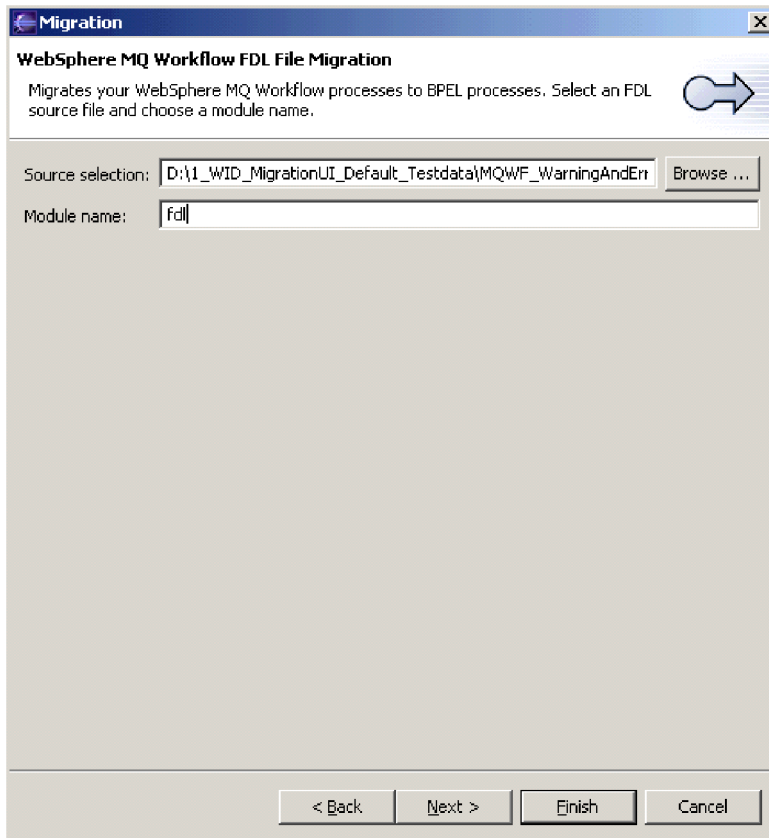 Migration
WebSphere MQ Workflow FDL File Migration
Migrates your WebSphere MQ Workflow processes to BPEL processes. Select an FDL
source file and choose a module name.
Source selection: D:\1_WID_MigrationUI_Default_Testdata\MQWF_WarningAndErr Browse ...
Module name: fdl
< Back Next > Finish Cancel